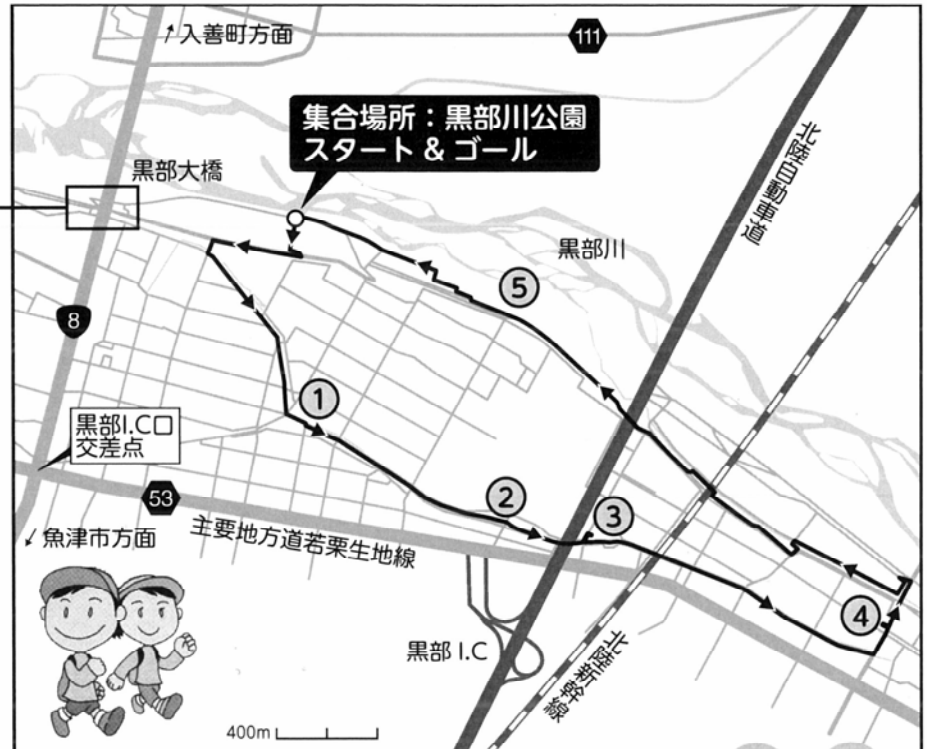 ↗入善町方面
111
集合場所：黒部川公園
スタート & ゴール
北陸自動車道
黒部大橋
黒部川
⑤
8
①
黒部I.C口
交差点
②
③
53
主要地方道若栗生地線
↙魚津市方面
④
黒部 I.C
北陸新幹線
400m